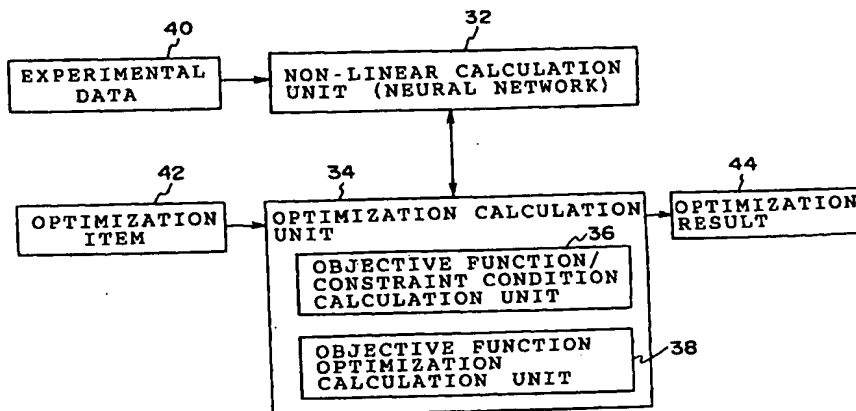 40
EXPERIMENTAL
DATA
32
NON-LINEAR CALCULATION
UNIT (NEURAL NETWORK)
42
OPTIMIZATION
ITEM
34
OPTIMIZATION CALCULATION
UNIT
36
OBJECTIVE FUNCTION/
CONSTRAINT CONDITION
CALCULATION UNIT
OBJECTIVE FUNCTION
OPTIMIZATION
CALCULATION UNIT
38
44
OPTIMIZATION
RESULT